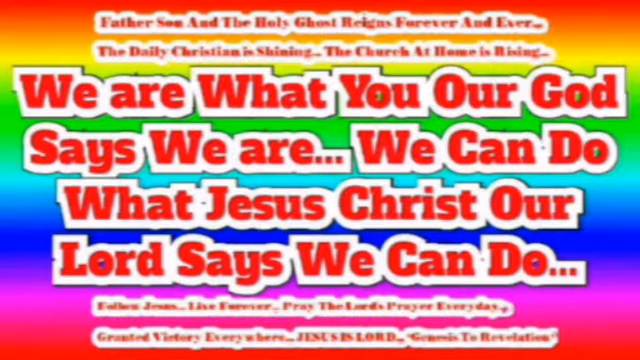 Father Son And The Holy Ghost Reigns Forever And Ever...
The Daily Christian is Shining... The Church At Home is Rising...
We are What You Our God
Says We are... We Can Do
What Jesus Christ Our
Lord Says We Can Do...
Follow Jesus... Live Forever... Pray The Lords Prayer Everyday...
Granted Victory Everywhere... JESUS IS LORD... "Genesis To Revelation"